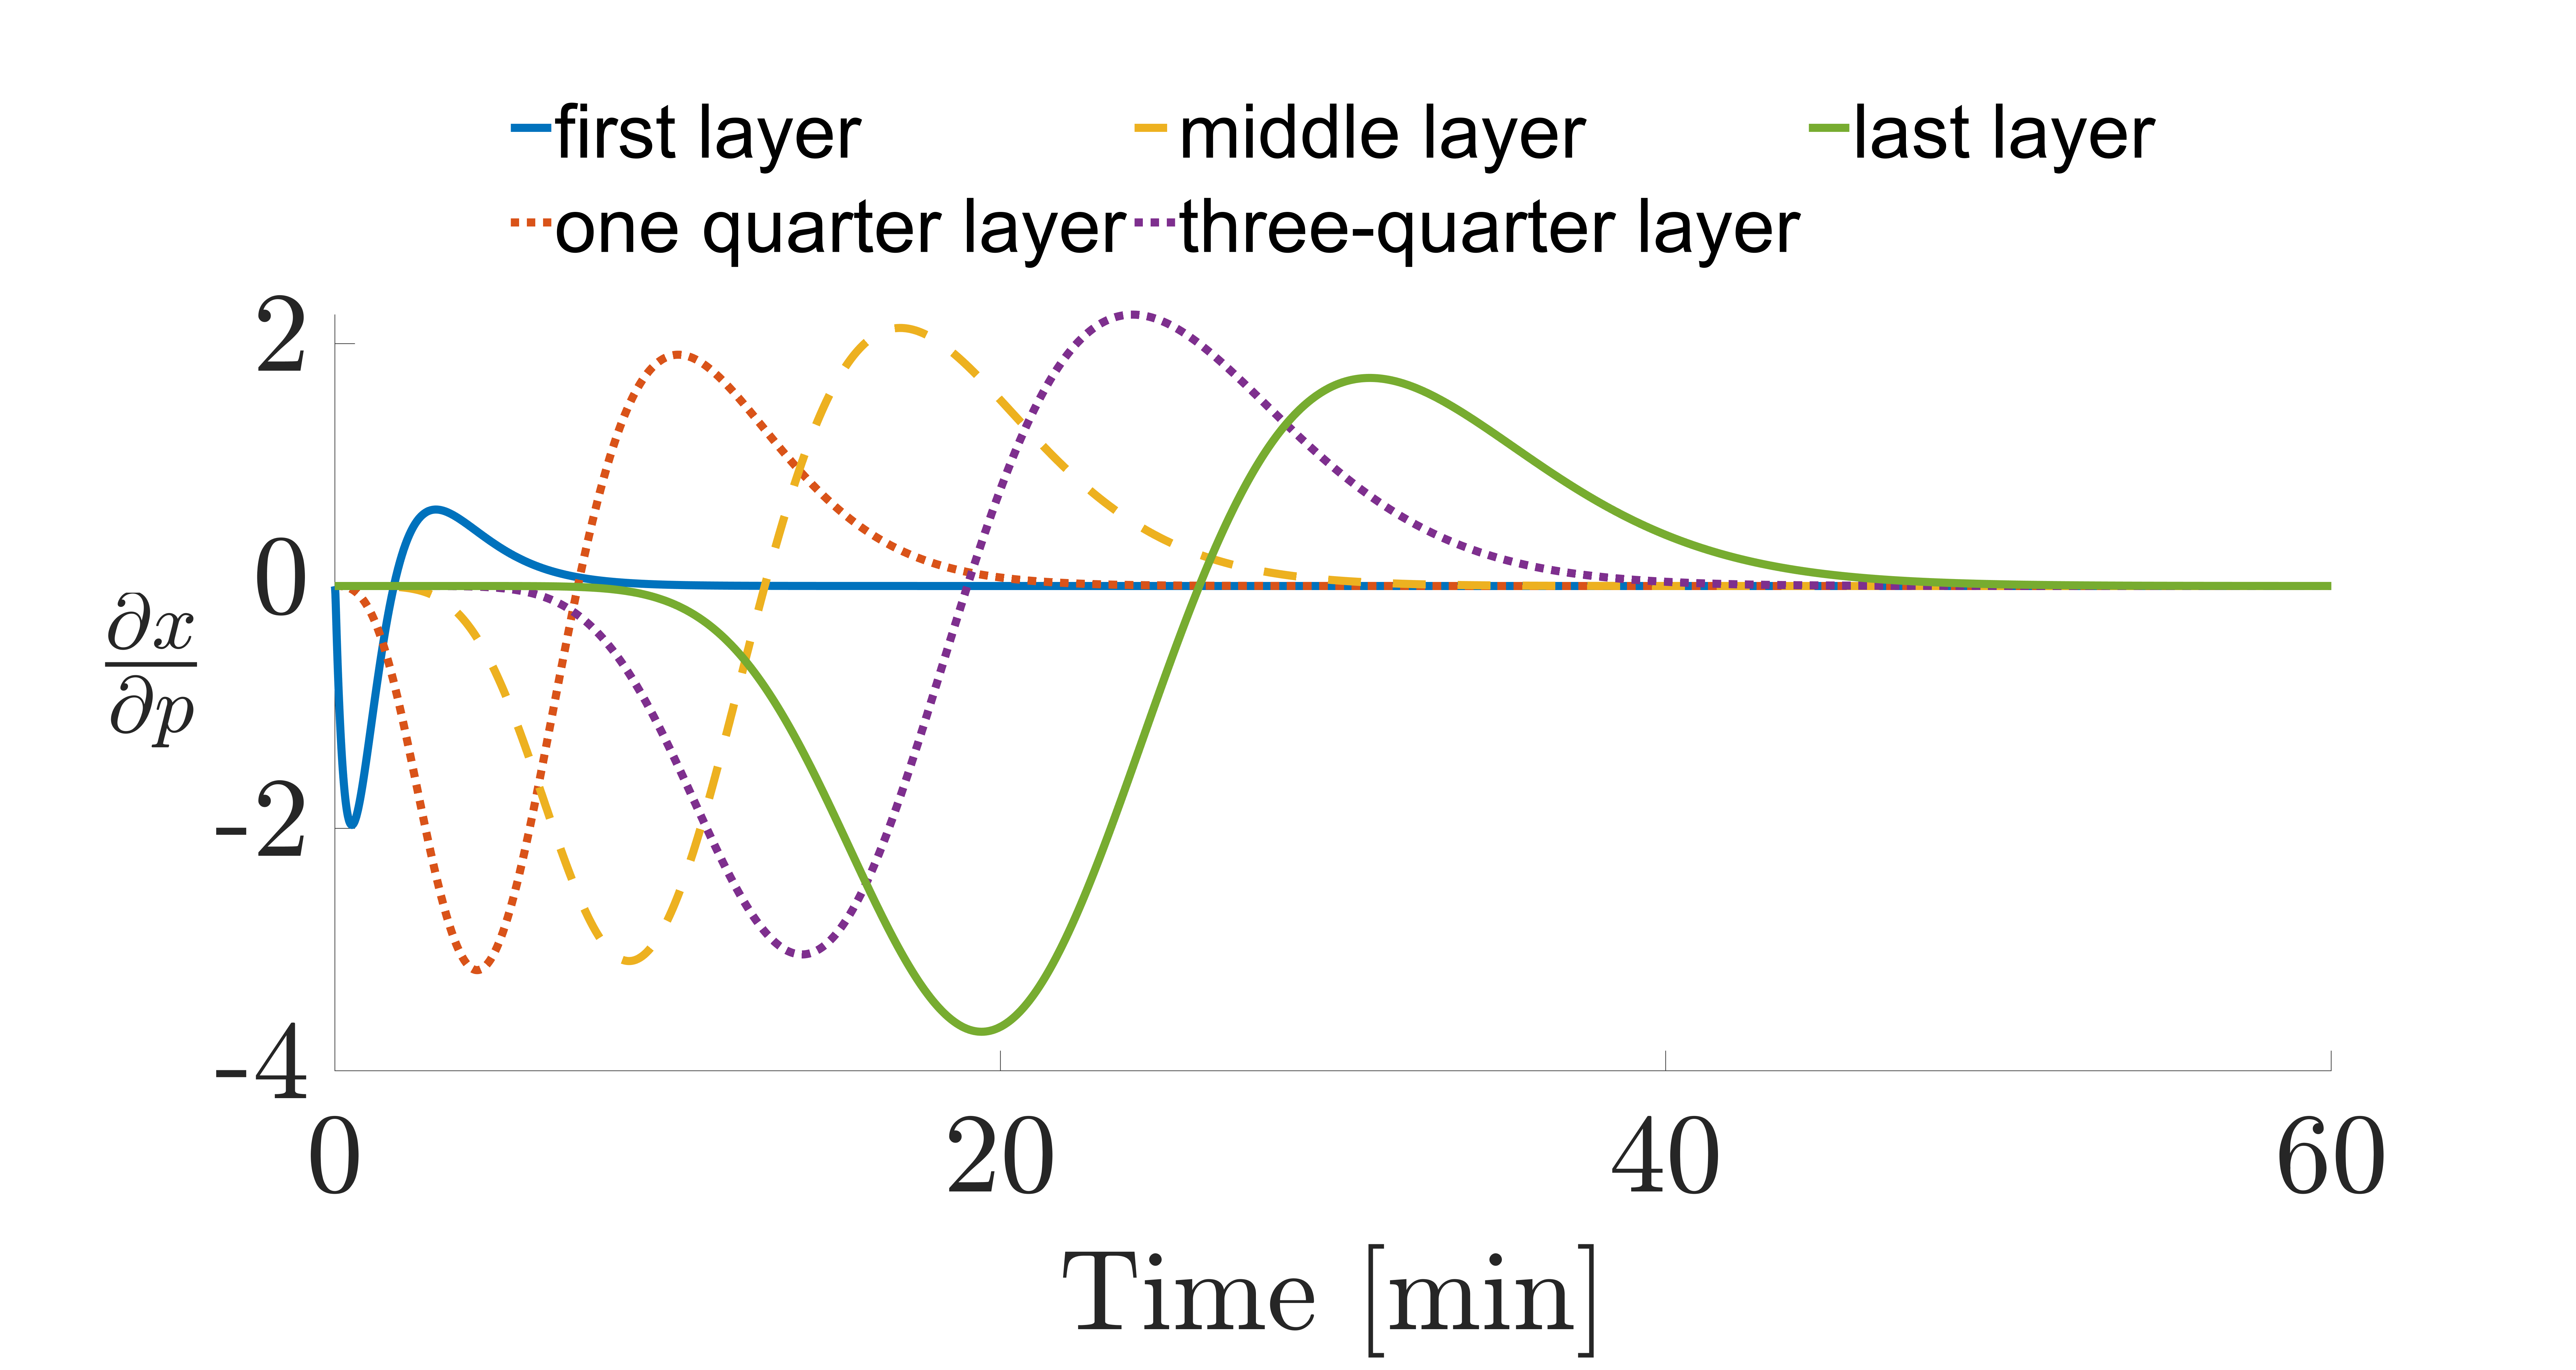 first layer middle layer last layer
one quarter layer three-quarter layer
2
0
∂x
∂p
-2
-4
0 20 40 60
Time [min]